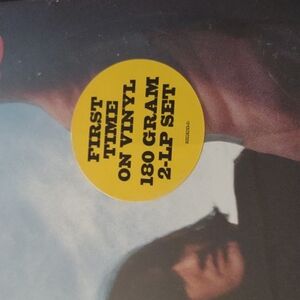 FIRST
TIME
ON VINYL
180 GRAM
2-LP SET